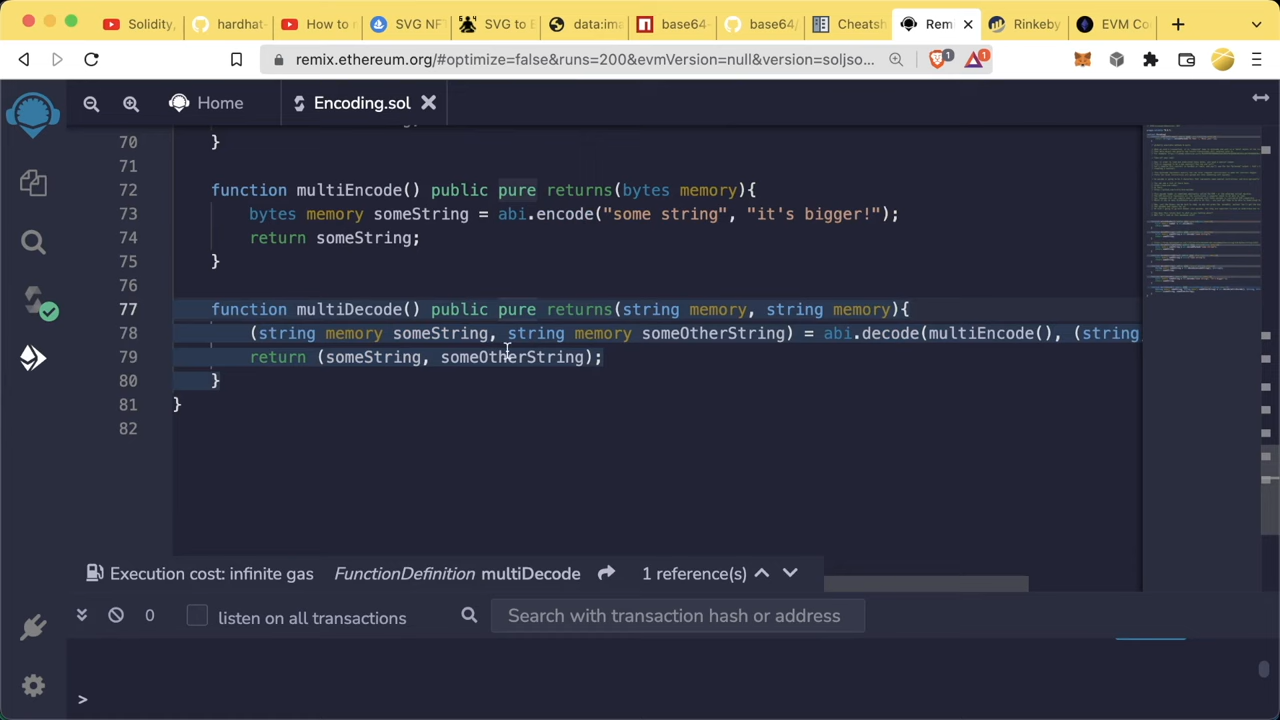 Solidity,
hardhat-
How to
SVG NF
SVG to E
data:ima
base64-
base64/
Cheatsh
Remi
Rinkeby
EVM Co
remix.ethereum.org/#optimize=false&runs=200&evmVersion=null&version=soljso...
1
1
Home
Encoding.sol
70 }
71
72 function multiEncode() public pure returns(bytes memory){
73 bytes memory someString = abi.encode("some string", "it's bigger!");
74 return someString;
75 }
76
77 function multiDecode() public pure returns(string memory, string memory){
78 (string memory someString, string memory someOtherString) = abi.decode(multiEncode(), (string
79 return (someString, someOtherString);
80 }
81 }
82
Execution cost: infinite gas FunctionDefinition multiDecode 1 reference(s)
0 listen on all transactions Search with transaction hash or address
>